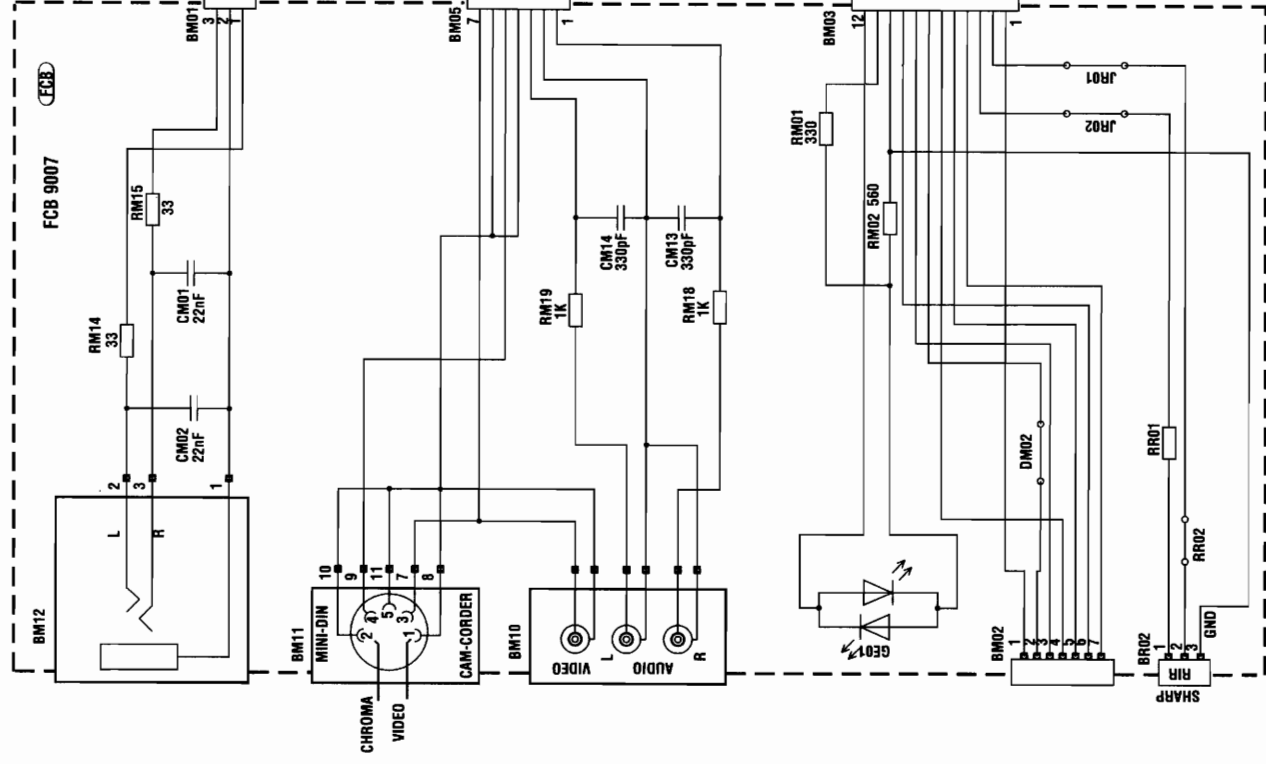 BM01
3
2
1
FCB
FCB 9007
RM15
33
CM01
22nF
RM14
33
CM02
22nF
2
3
1
L
R
BM12
BM05
7
1
CM14
330pF
CM13
330pF
RM19
1K
RM18
1K
10
9
11
7
8
BM11
MINI-DIN
4
5
3
2
1
CAM-CORDER
CHROMA
VIDEO
BM10
VIDEO
L
AUDIO
R
BM03
12
1
JR01
JR02
RM01
330
RM02 560
DM02
GE01
BM02
1
2
3
4
5
6
7
RR01
RR02
BR02
1
2
3
GND
RIR
SHARP